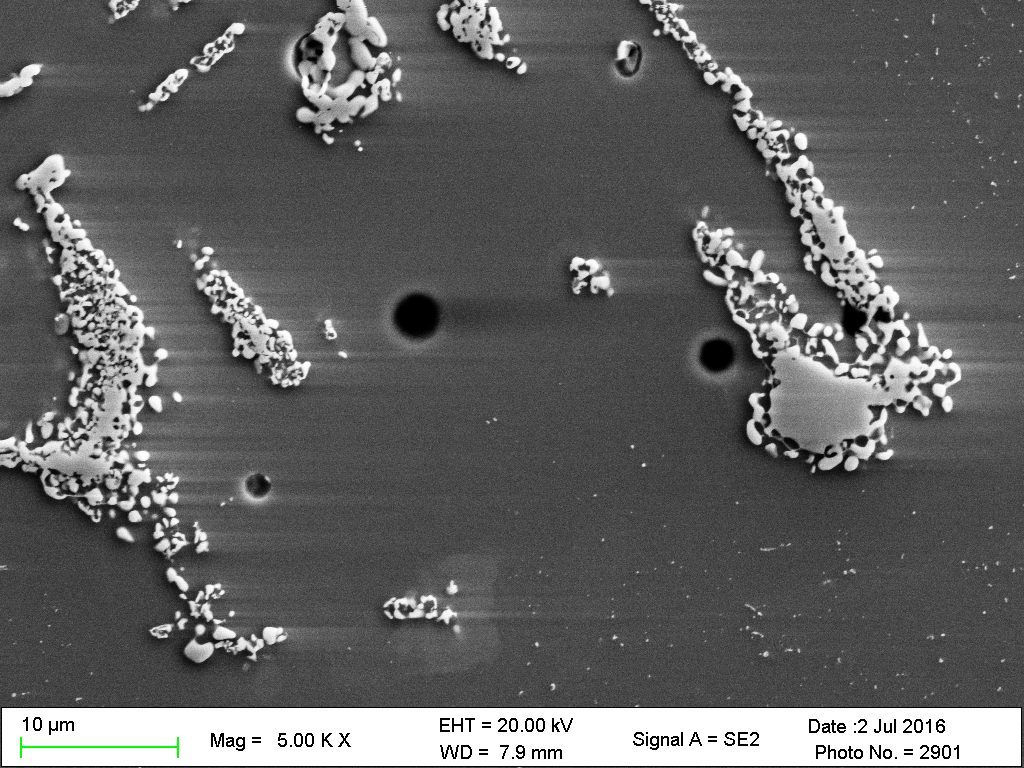 10 µm
Mag = 5.00 K X
EHT = 20.00 kV
WD = 7.9 mm
Signal A = SE2
Date :2 Jul 2016
Photo No. = 2901